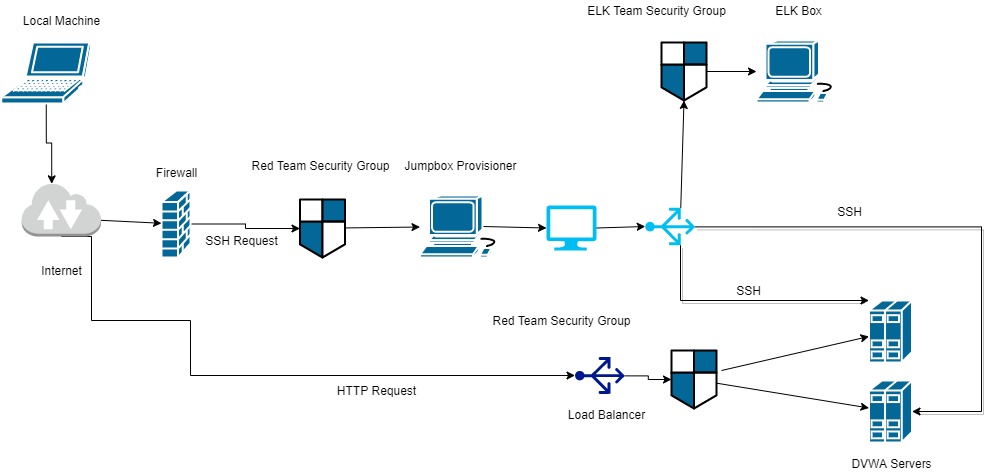 ELK Team Security Group
ELK Box
Local Machine
Firewall
Red Team Security Group
Jumpbox Provisioner
SSH
SSH Request
Internet
SSH
Red Team Security Group
HTTP Request
Load Balancer
DVWA Servers